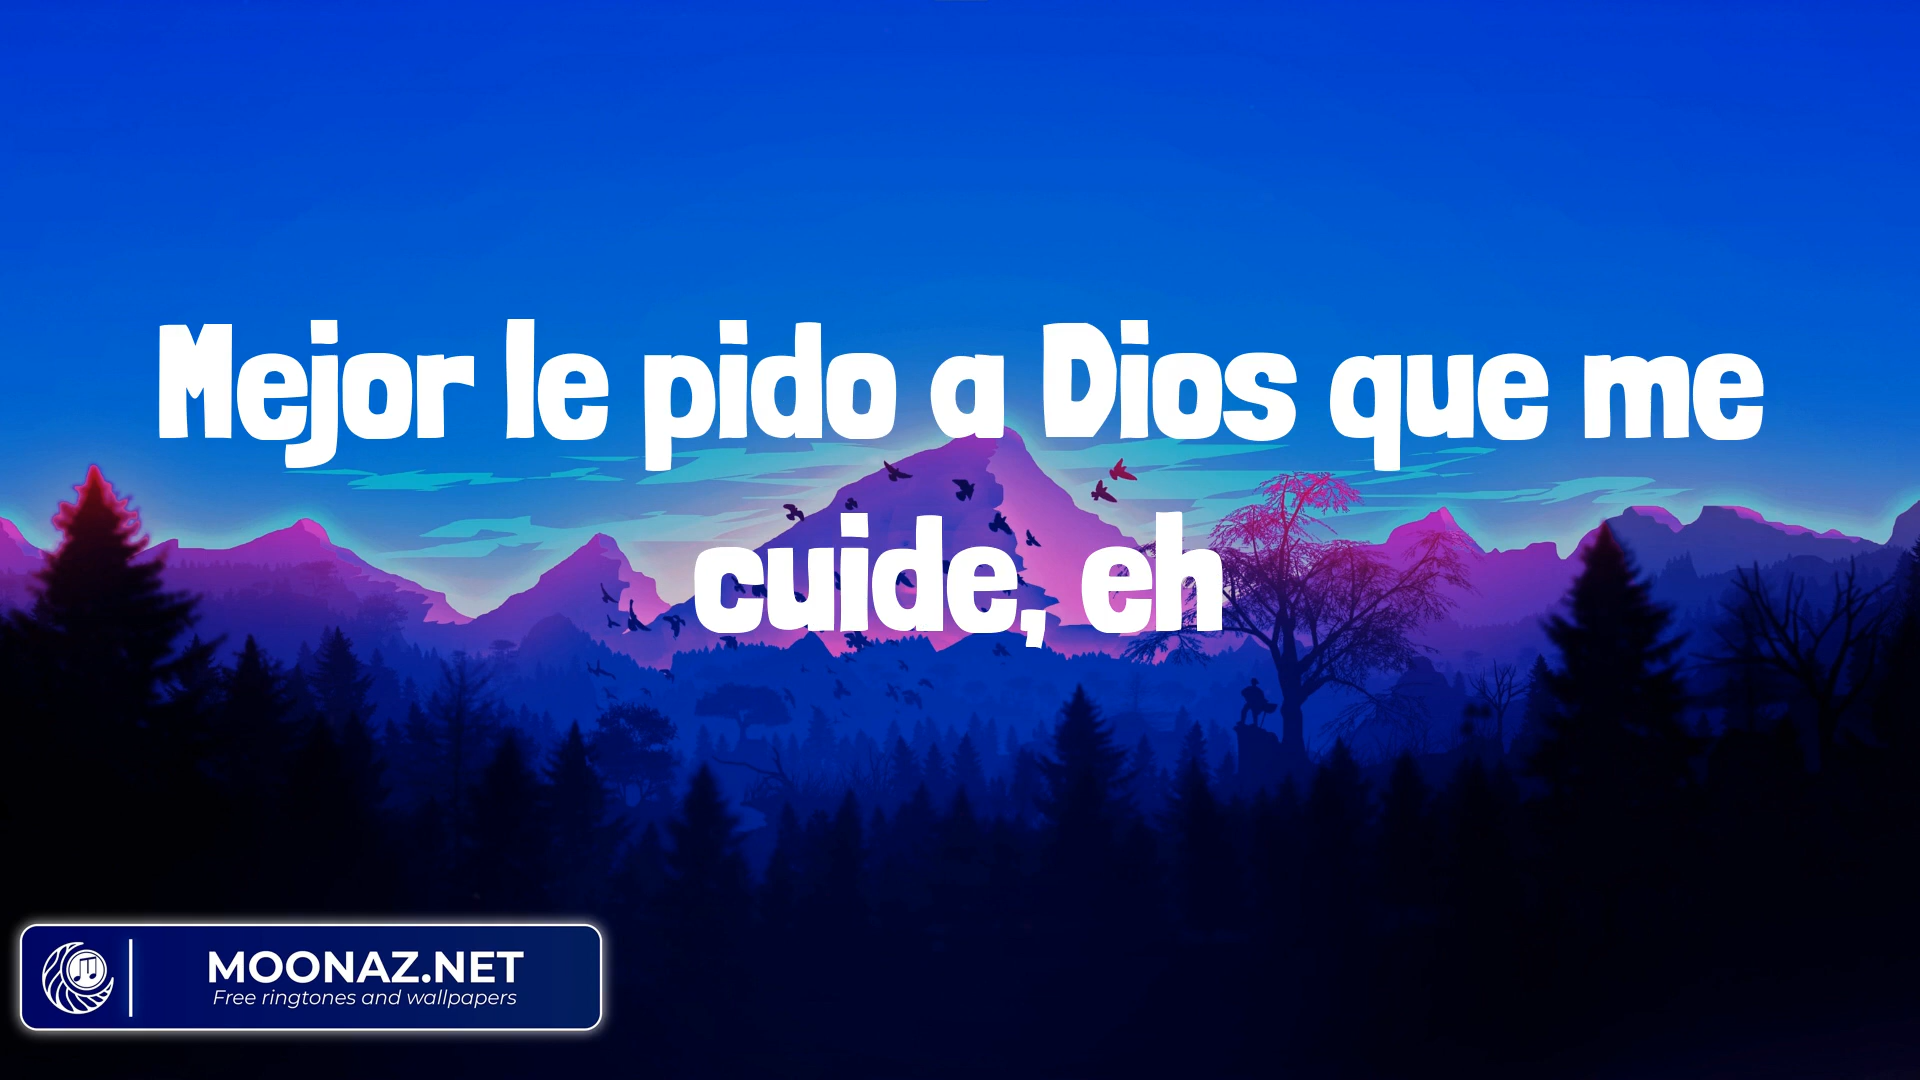 Mejor le pido a Dios que me
cuide, eh
MOONAZ.NET
Free ringtones and wallpapers